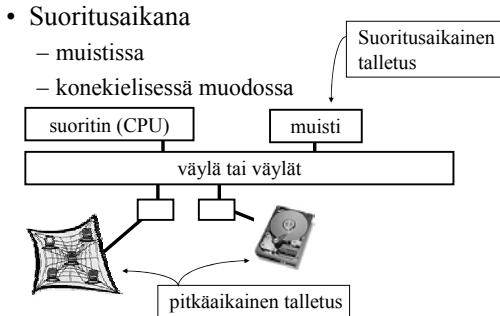 • Suoritusaikana
– muistissa
– konekielisessä muodossa
Suoritusaikainen
talletus
suoritin (CPU)
muisti
väylä tai väylät
pitkäaikainen talletus